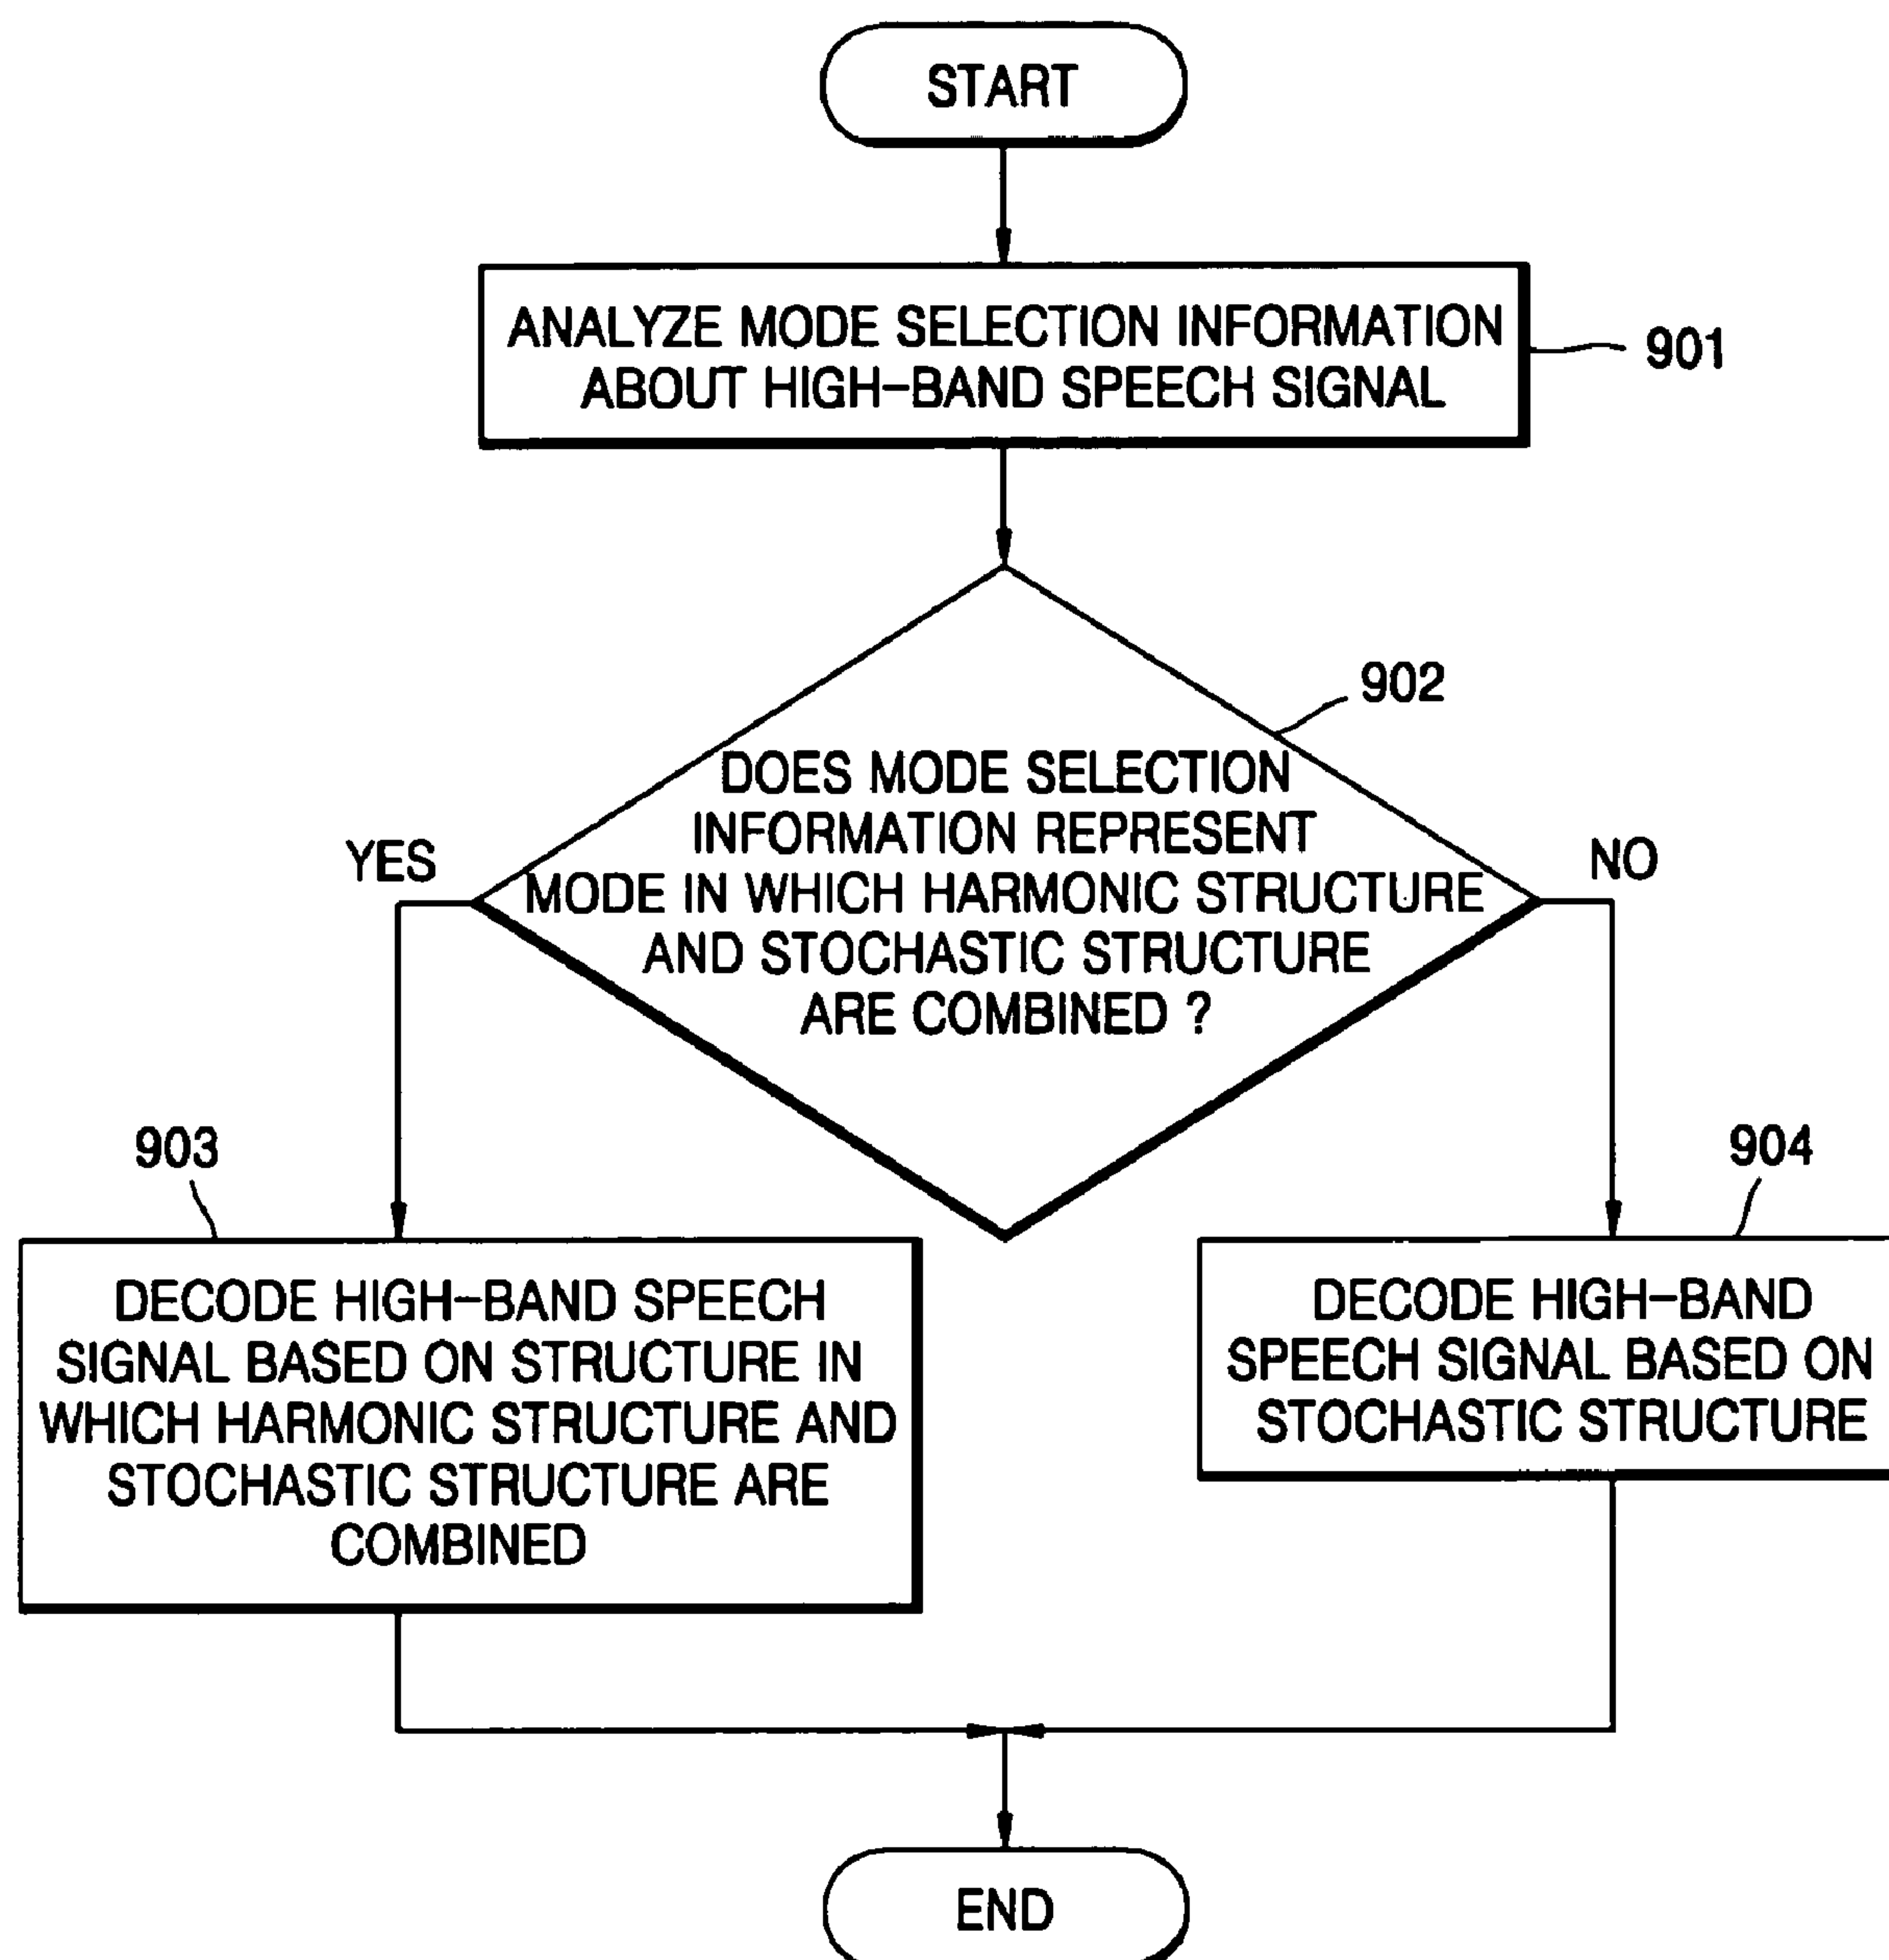 START
ANALYZE MODE SELECTION INFORMATION
ABOUT HIGH-BAND SPEECH SIGNAL
901
902
DOES MODE SELECTION
INFORMATION REPRESENT
MODE IN WHICH HARMONIC STRUCTURE
AND STOCHASTIC STRUCTURE
ARE COMBINED ?
YES
NO
903
904
DECODE HIGH-BAND SPEECH
SIGNAL BASED ON STRUCTURE IN
WHICH HARMONIC STRUCTURE AND
STOCHASTIC STRUCTURE ARE
COMBINED
DECODE HIGH-BAND
SPEECH SIGNAL BASED ON
STOCHASTIC STRUCTURE
END